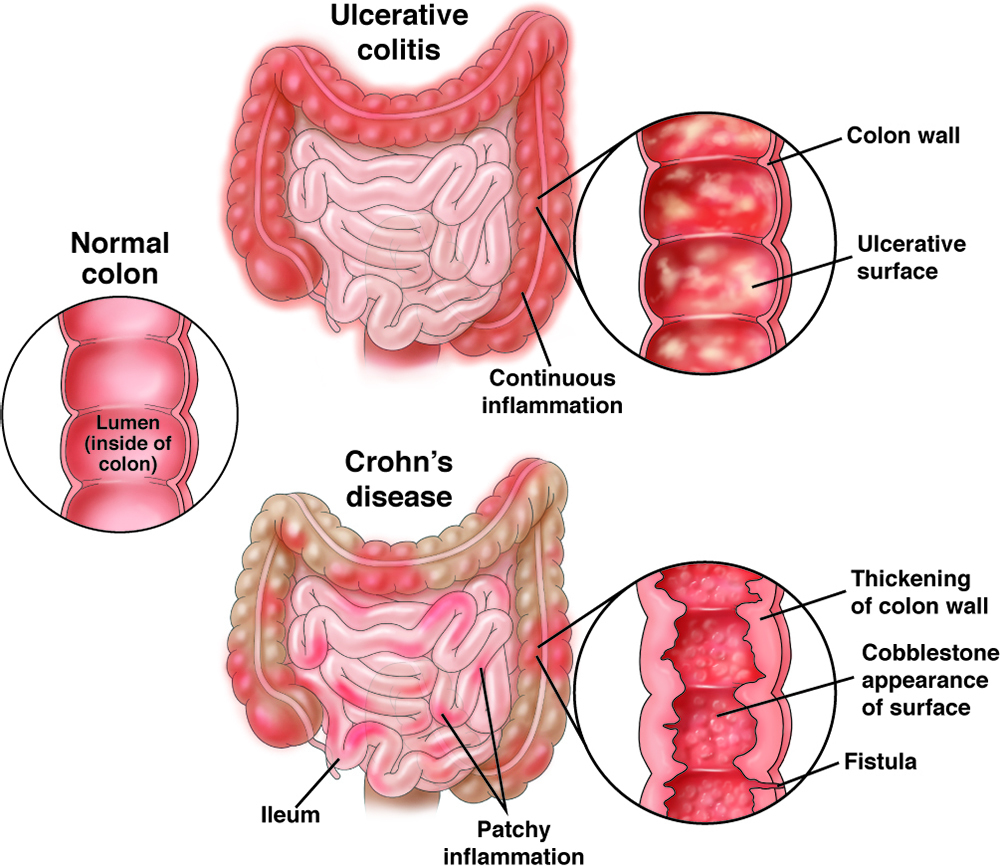 Ulcerative
colitis
Colon wall
Ulcerative
surface
Continuous
inflammation
Normal
colon
Lumen
(inside of
colon)
Crohn’s
disease
Thickening
of colon wall
Cobblestone
appearance
of surface
Fistula
Ileum
Patchy
inflammation